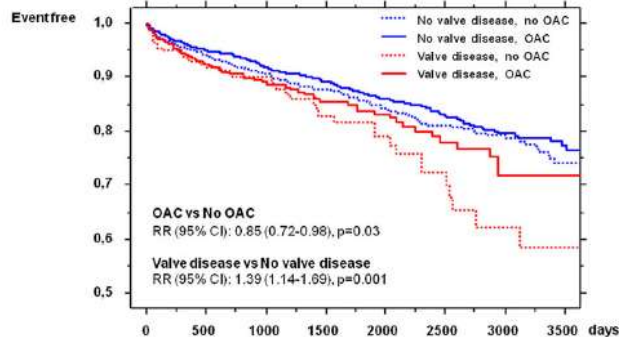 Eventfree
1,0
0,9
0,8
0,7
0,6
0,5
No valve disease, no OAC
No valve disease, OAC
Valve disease, no OAC
Valve disease, OAC
OAC vs No OAC
RR (95% CI): 0.85 (0.72-0.98), p=0.03
Valve disease vs No valve disease
RR (95% CI): 1.39 (1.14-1.69), p=0.001
0 500 1000 1500 2000 2500 3000 3500 days